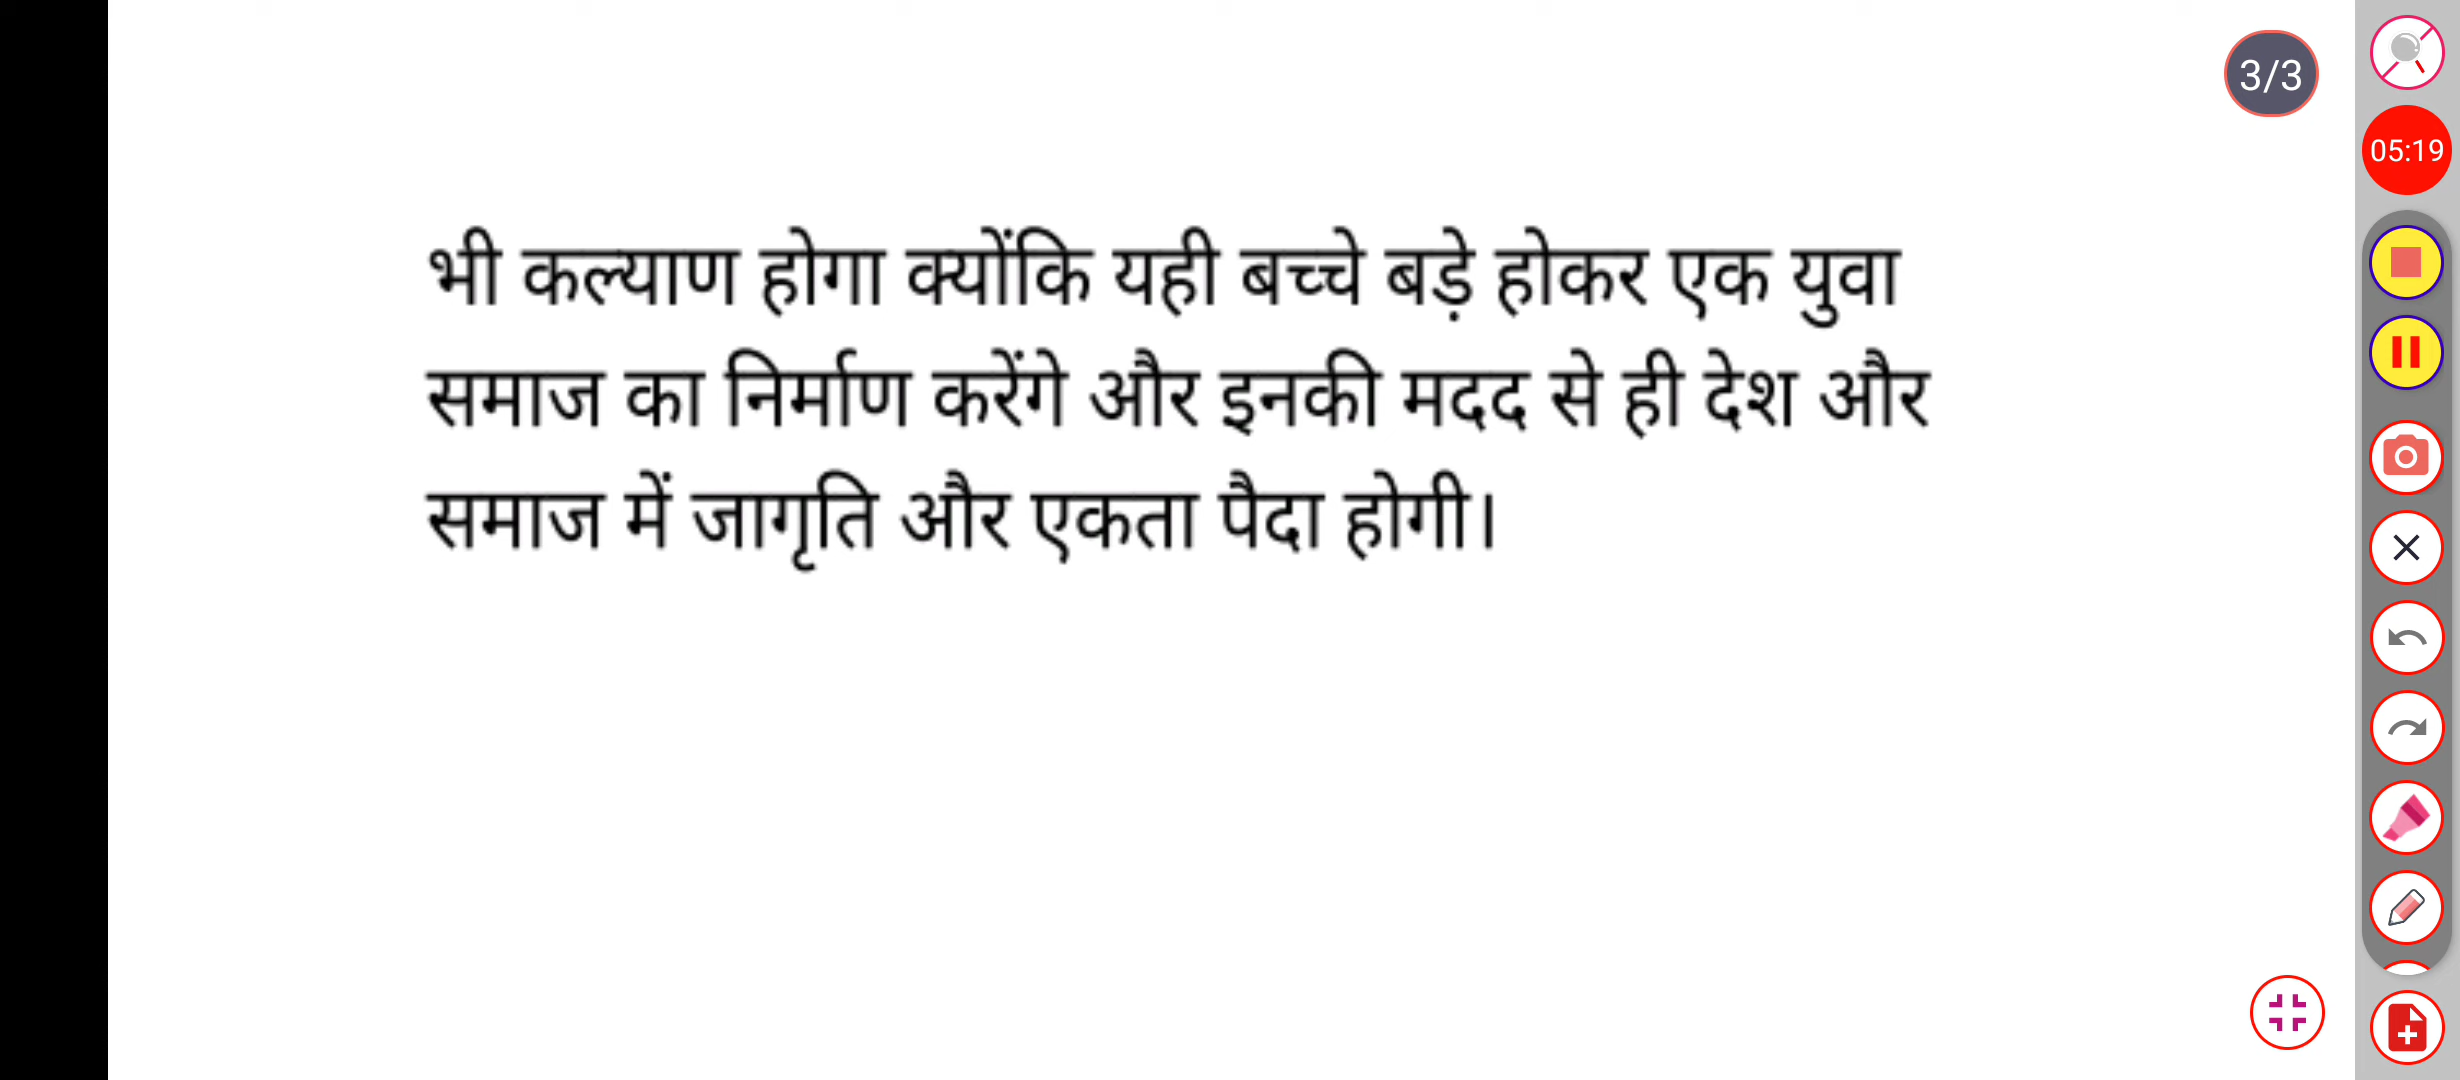 3/3
05:19
भी कल्याण होगा क्योंकि यही बच्चे बड़े होकर एक युवा
समाज का निर्माण करेंगे और इनकी मदद से ही देश और
समाज में जागृति और एकता पैदा होगी।